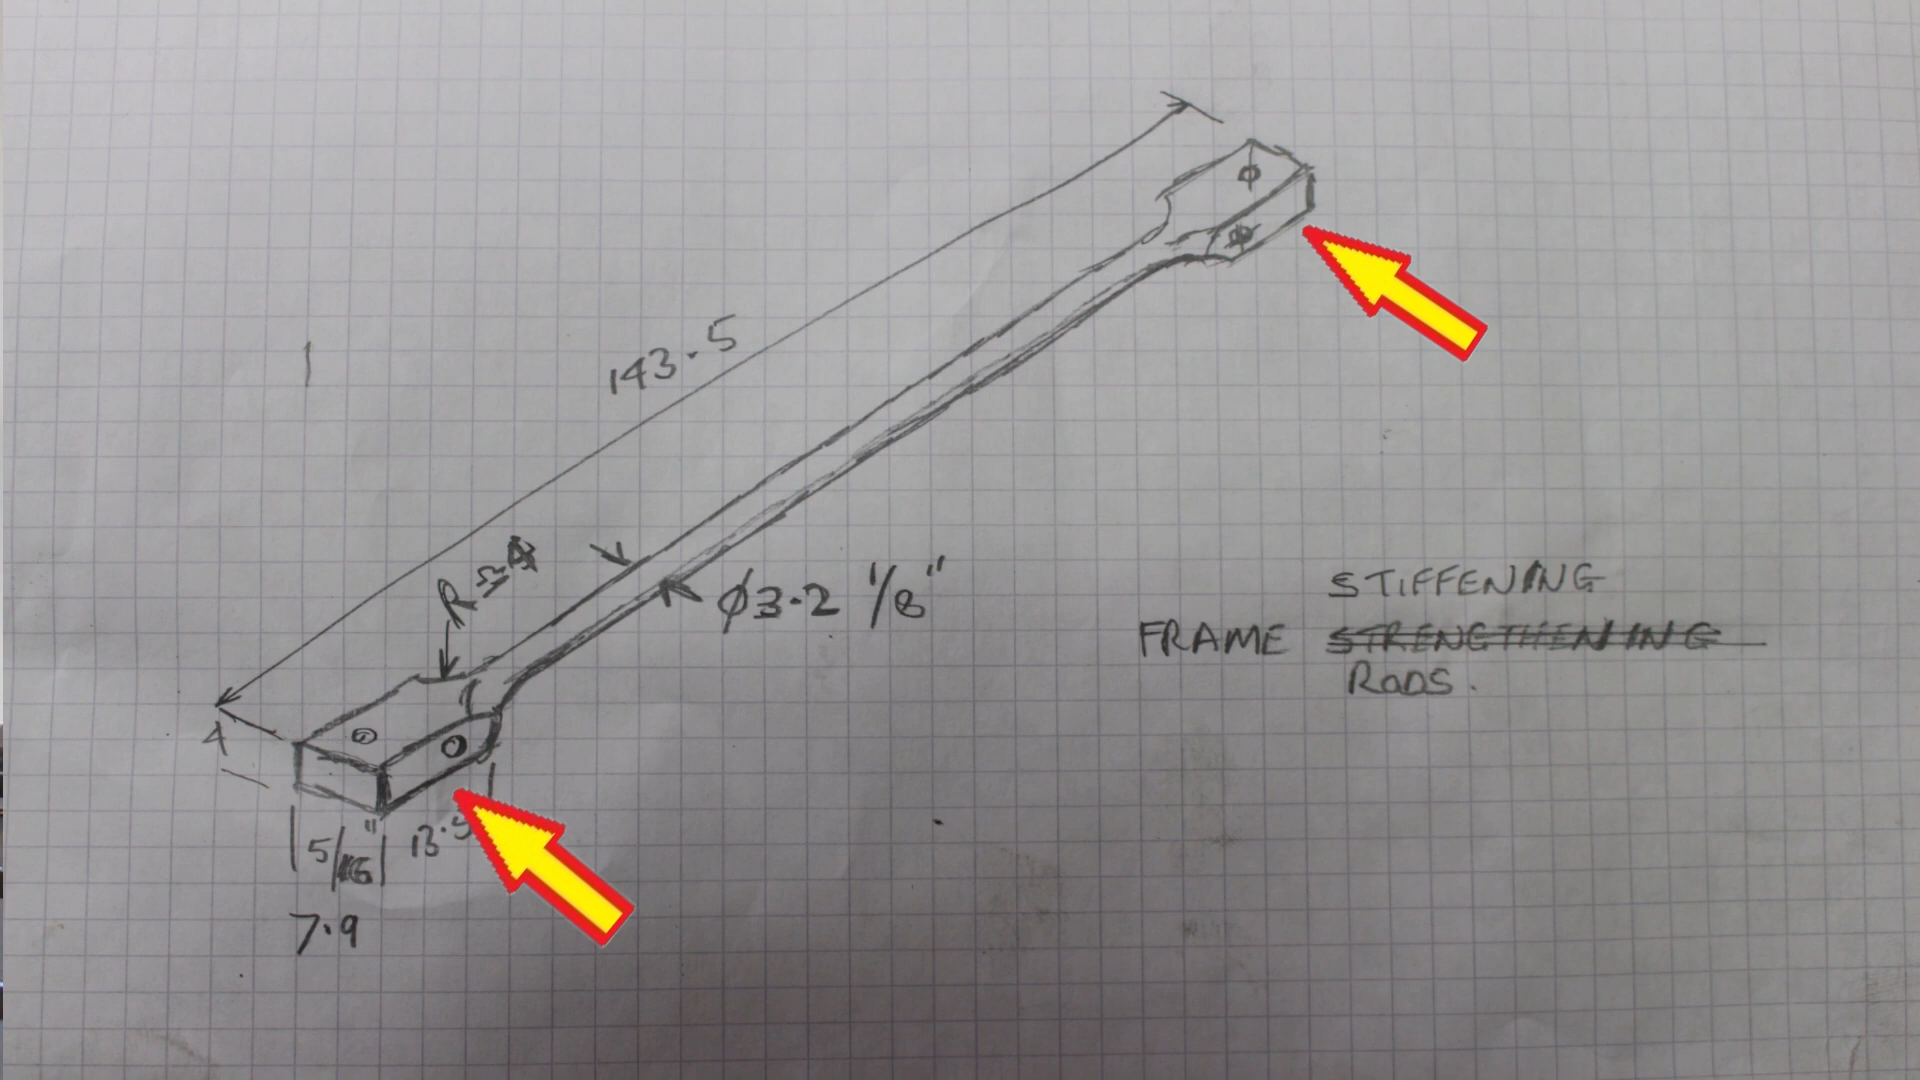 143.5
R
Ø3.2 1/8"
STIFFENING
FRAME STRENGTHENING
RODS.
4
5/16"
13.5
7.9